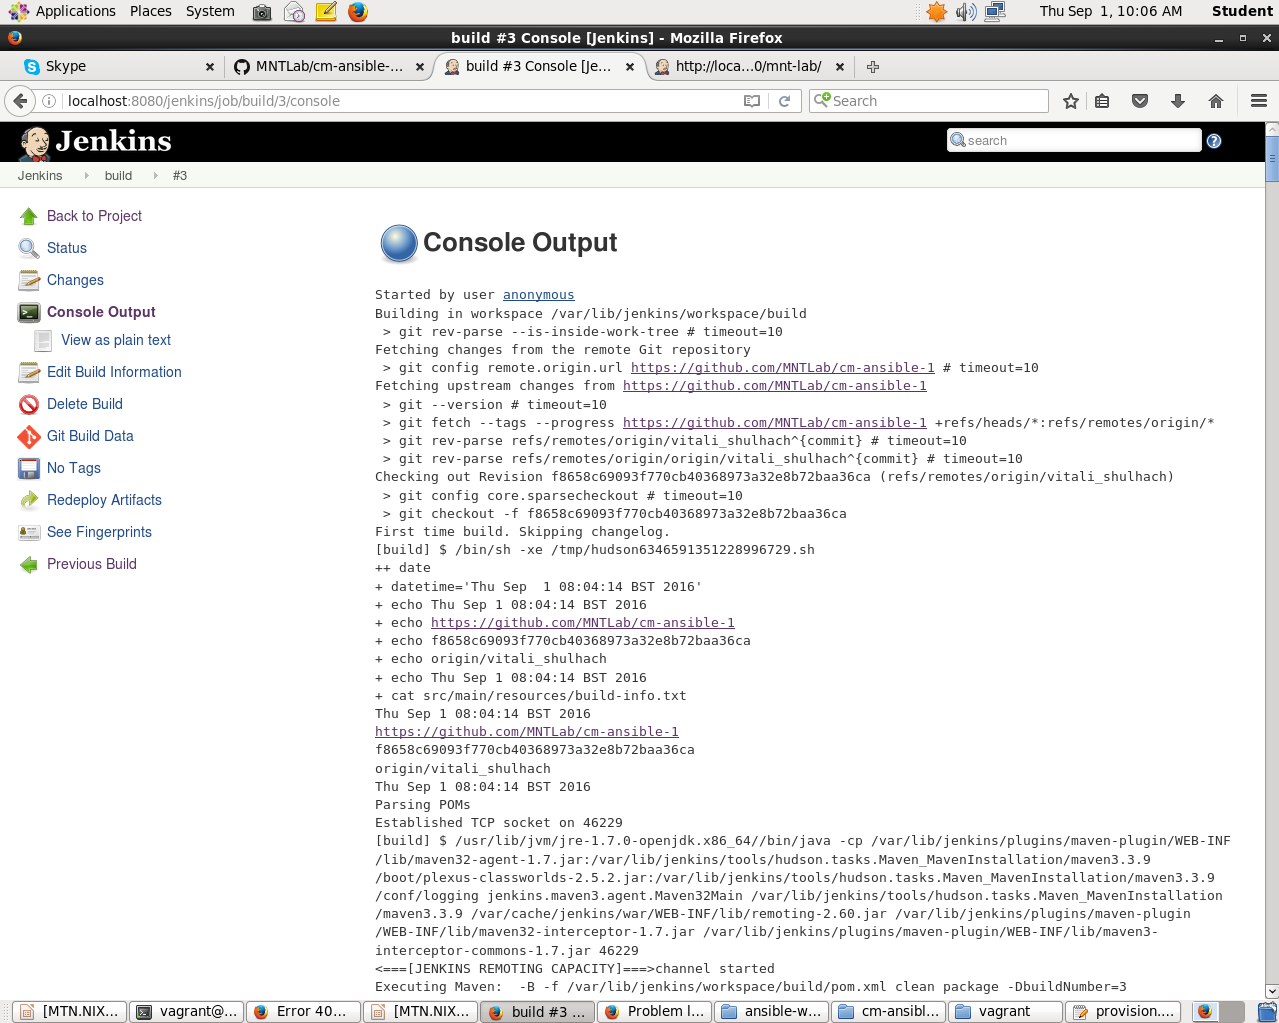 Applications Places System Thu Sep 1, 10:06 AM Student
build #3 Console [Jenkins] - Mozilla Firefox
Skype MNTLab/cm-ansible-... build #3 Console [Je... http://loca...0/mnt-lab/
localhost:8080/jenkins/job/build/3/console Search
Jenkins search
Jenkins build #3
Back to Project
Status
Changes
Console Output
View as plain text
Edit Build Information
Delete Build
Git Build Data
No Tags
Redeploy Artifacts
See Fingerprints
Previous Build
Console Output
Started by user anonymous
Building in workspace /var/lib/jenkins/workspace/build
 > git rev-parse --is-inside-work-tree # timeout=10
Fetching changes from the remote Git repository
 > git config remote.origin.url https://github.com/MNTLab/cm-ansible-1 # timeout=10
Fetching upstream changes from https://github.com/MNTLab/cm-ansible-1
 > git --version # timeout=10
 > git fetch --tags --progress https://github.com/MNTLab/cm-ansible-1 +refs/heads/*:refs/remotes/origin/*
 > git rev-parse refs/remotes/origin/vitali_shulhach^{commit} # timeout=10
 > git rev-parse refs/remotes/origin/origin/vitali_shulhach^{commit} # timeout=10
Checking out Revision f8658c69093f770cb40368973a32e8b72baa36ca (refs/remotes/origin/vitali_shulhach)
 > git config core.sparsecheckout # timeout=10
 > git checkout -f f8658c69093f770cb40368973a32e8b72baa36ca
First time build. Skipping changelog.
[build] $ /bin/sh -xe /tmp/hudson6346591351228996729.sh
++ date
+ datetime='Thu Sep  1 08:04:14 BST 2016'
+ echo Thu Sep 1 08:04:14 BST 2016
+ echo https://github.com/MNTLab/cm-ansible-1
+ echo f8658c69093f770cb40368973a32e8b72baa36ca
+ echo origin/vitali_shulhach
+ echo Thu Sep 1 08:04:14 BST 2016
+ cat src/main/resources/build-info.txt
Thu Sep 1 08:04:14 BST 2016
https://github.com/MNTLab/cm-ansible-1
f8658c69093f770cb40368973a32e8b72baa36ca
origin/vitali_shulhach
Thu Sep 1 08:04:14 BST 2016
Parsing POMs
Established TCP socket on 46229
[build] $ /usr/lib/jvm/jre-1.7.0-openjdk.x86_64//bin/java -cp /var/lib/jenkins/plugins/maven-plugin/WEB-INF
/lib/maven32-agent-1.7.jar:/var/lib/jenkins/tools/hudson.tasks.Maven_MavenInstallation/maven3.3.9
/boot/plexus-classworlds-2.5.2.jar:/var/lib/jenkins/tools/hudson.tasks.Maven_MavenInstallation/maven3.3.9
/conf/logging jenkins.maven3.agent.Maven32Main /var/lib/jenkins/tools/hudson.tasks.Maven_MavenInstallation
/maven3.3.9 /var/cache/jenkins/war/WEB-INF/lib/remoting-2.60.jar /var/lib/jenkins/plugins/maven-plugin
/WEB-INF/lib/maven32-interceptor-1.7.jar /var/lib/jenkins/plugins/maven-plugin/WEB-INF/lib/maven3-
interceptor-commons-1.7.jar 46229
<===[JENKINS REMOTING CAPACITY]===>channel started
Executing Maven:  -B -f /var/lib/jenkins/workspace/build/pom.xml clean package -DbuildNumber=3
[MTN.NIX... vagrant@... Error 40... [MTN.NIX... build #3 ... Problem l... ansible-w... cm-ansibl... vagrant provision....